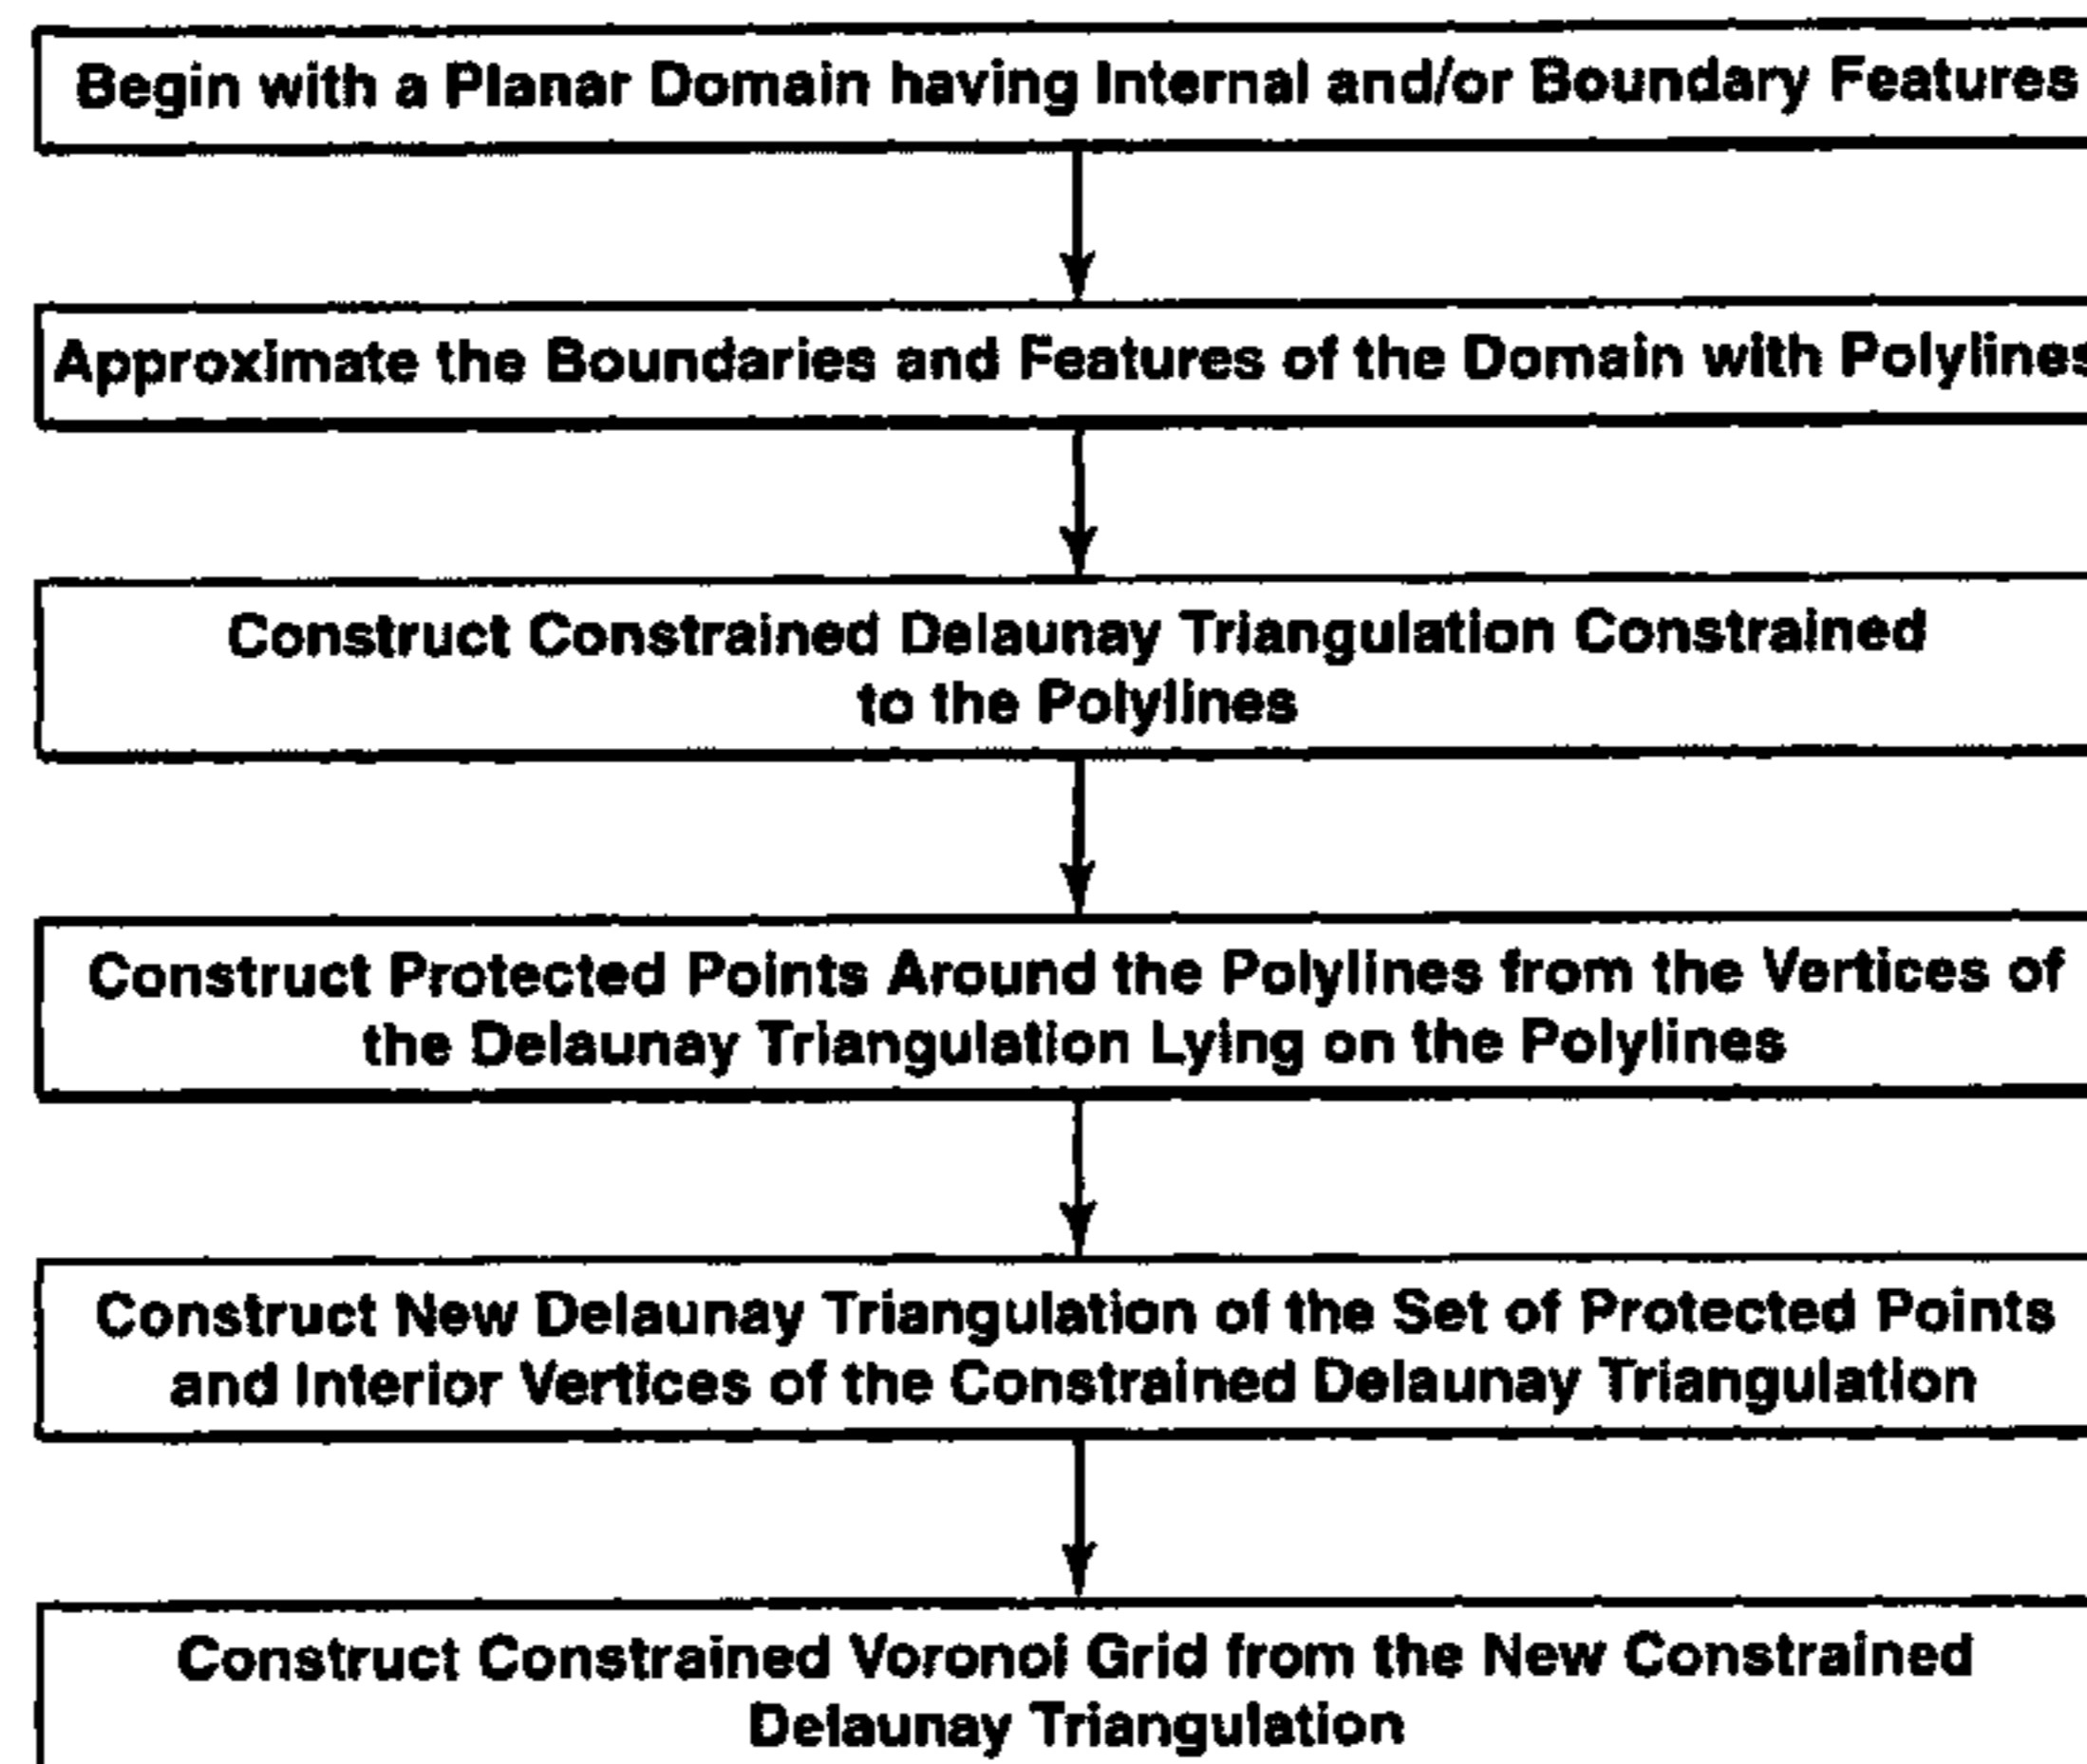 Begin with a Planar Domain having Internal and/or Boundary Features
Approximate the Boundaries and Features of the Domain with Polylines
Construct Constrained Delaunay Triangulation Constrained
to the Polylines
Construct Protected Points Around the Polylines from the Vertices of
the Delaunay Triangulation Lying on the Polylines
Construct New Delaunay Triangulation of the Set of Protected Points
and Interior Vertices of the Constrained Delaunay Triangulation
Construct Constrained Voronoi Grid from the New Constrained
Delaunay Triangulation